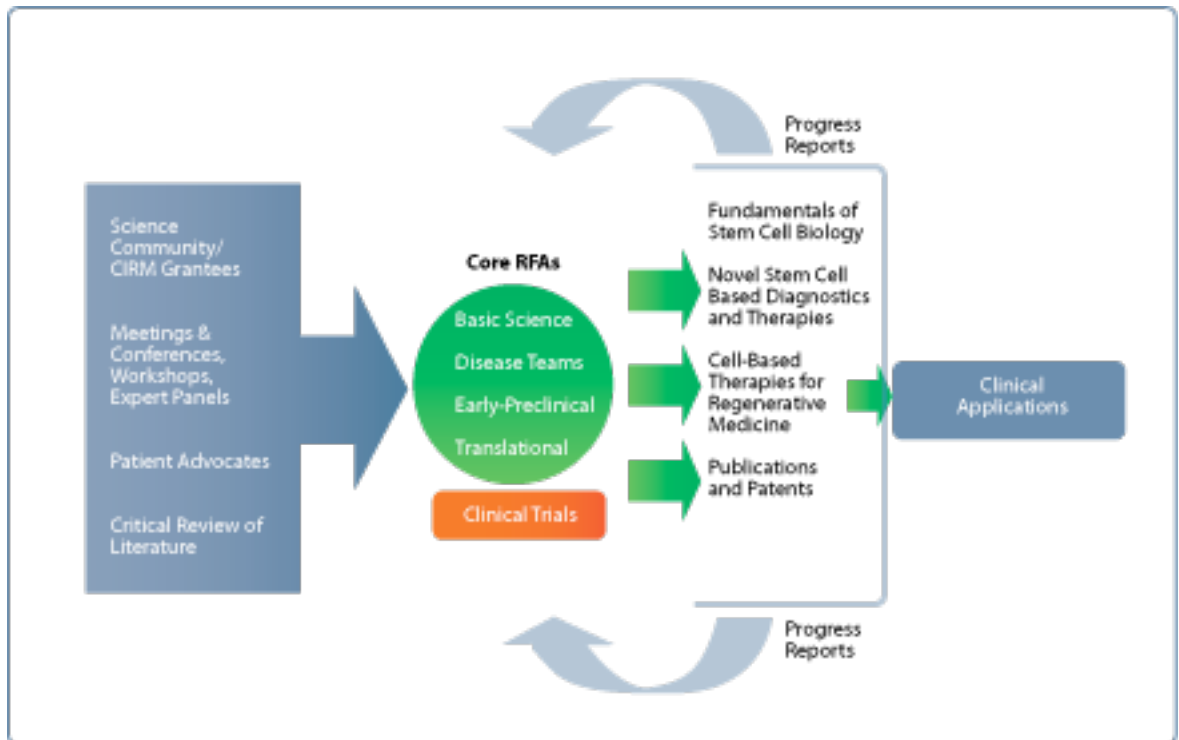 Science
Community/
CIRM Grantees
Meetings &
Conferences,
Workshops,
Expert Panels
Patient Advocates
Critical Review of
Literature
Core RFAs
Basic Science
Disease Teams
Early-Preclinical
Translational
Clinical Trials
Progress
Reports
Fundamentals of
Stem Cell Biology
Novel Stem Cell
Based Diagnostics
and Therapies
Cell-Based
Therapies for
Regenerative
Medicine
Publications
and Patents
Progress
Reports
Clinical
Applications